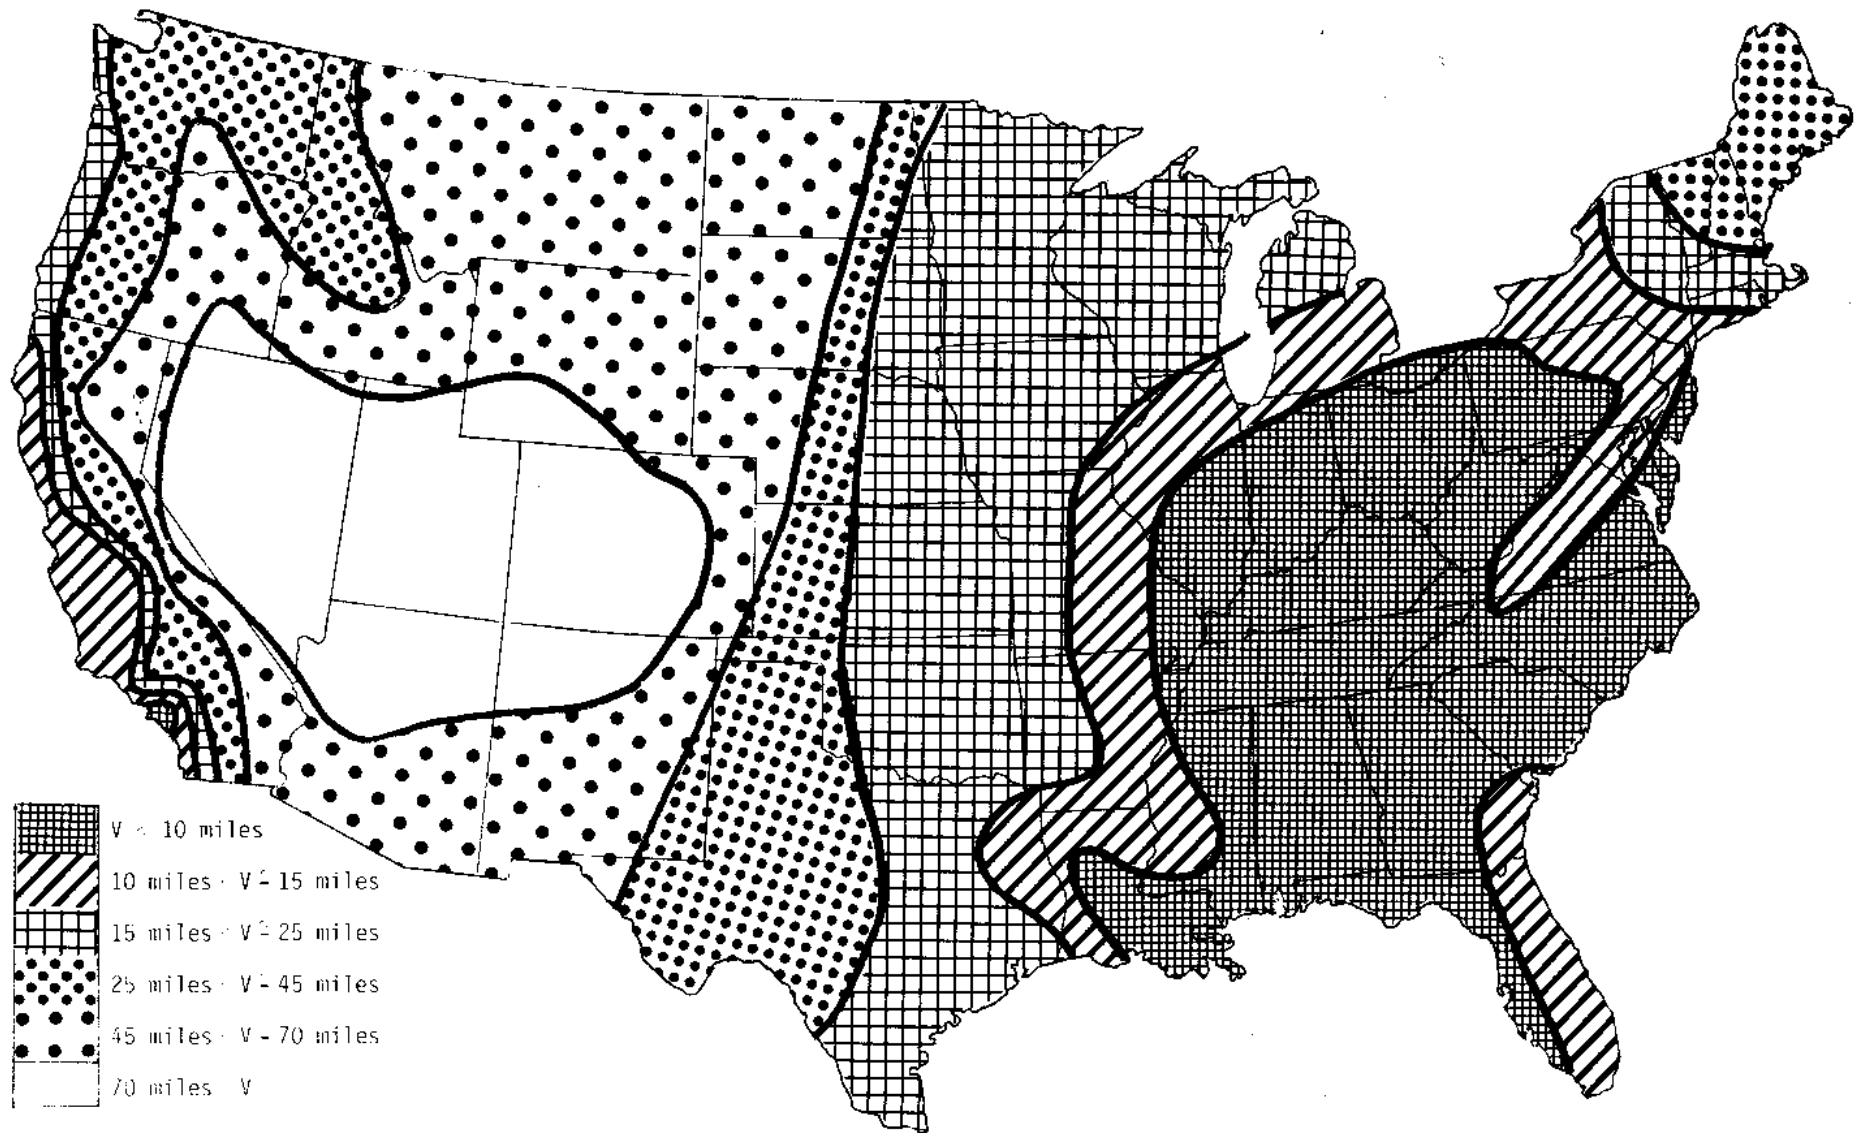 V < 10 miles
10 miles < V ≤ 15 miles
15 miles < V ≤ 25 miles
25 miles < V ≤ 45 miles
45 miles < V ≤ 70 miles
70 miles V